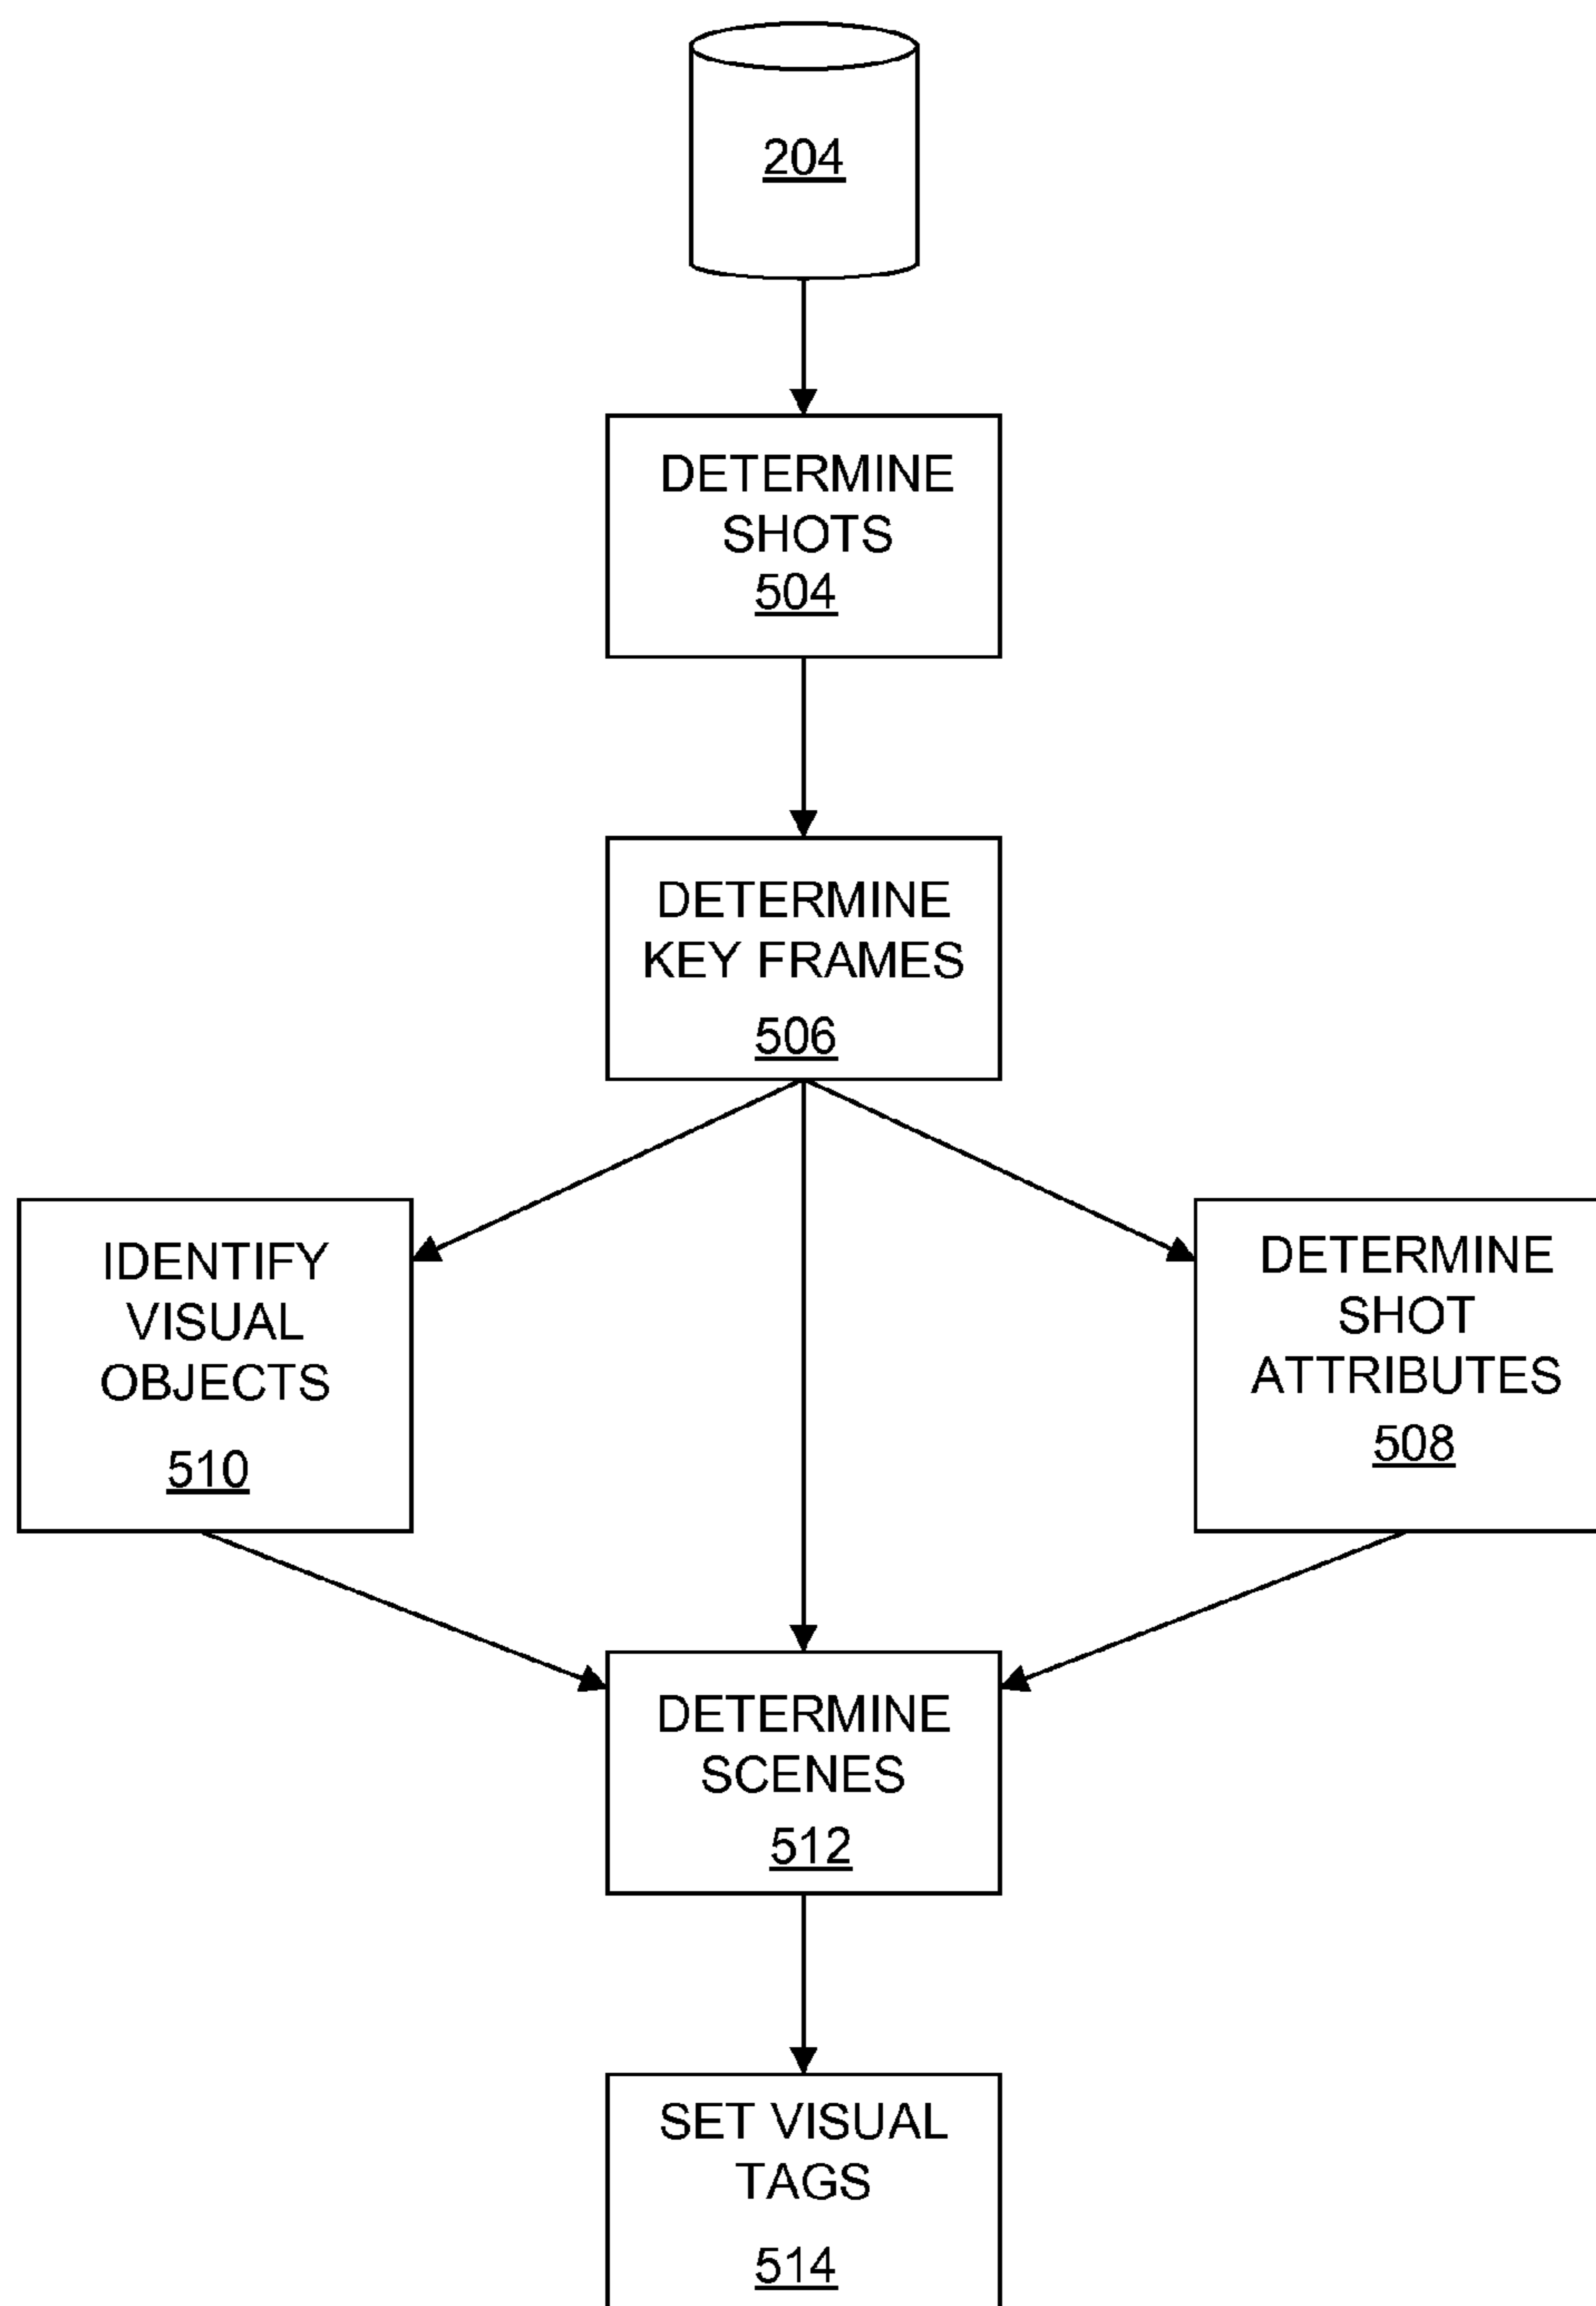 204
DETERMINE
SHOTS
504
DETERMINE
KEY FRAMES
506
IDENTIFY
VISUAL
OBJECTS
510
DETERMINE
SHOT
ATTRIBUTES
508
DETERMINE
SCENES
512
SET VISUAL
TAGS
514